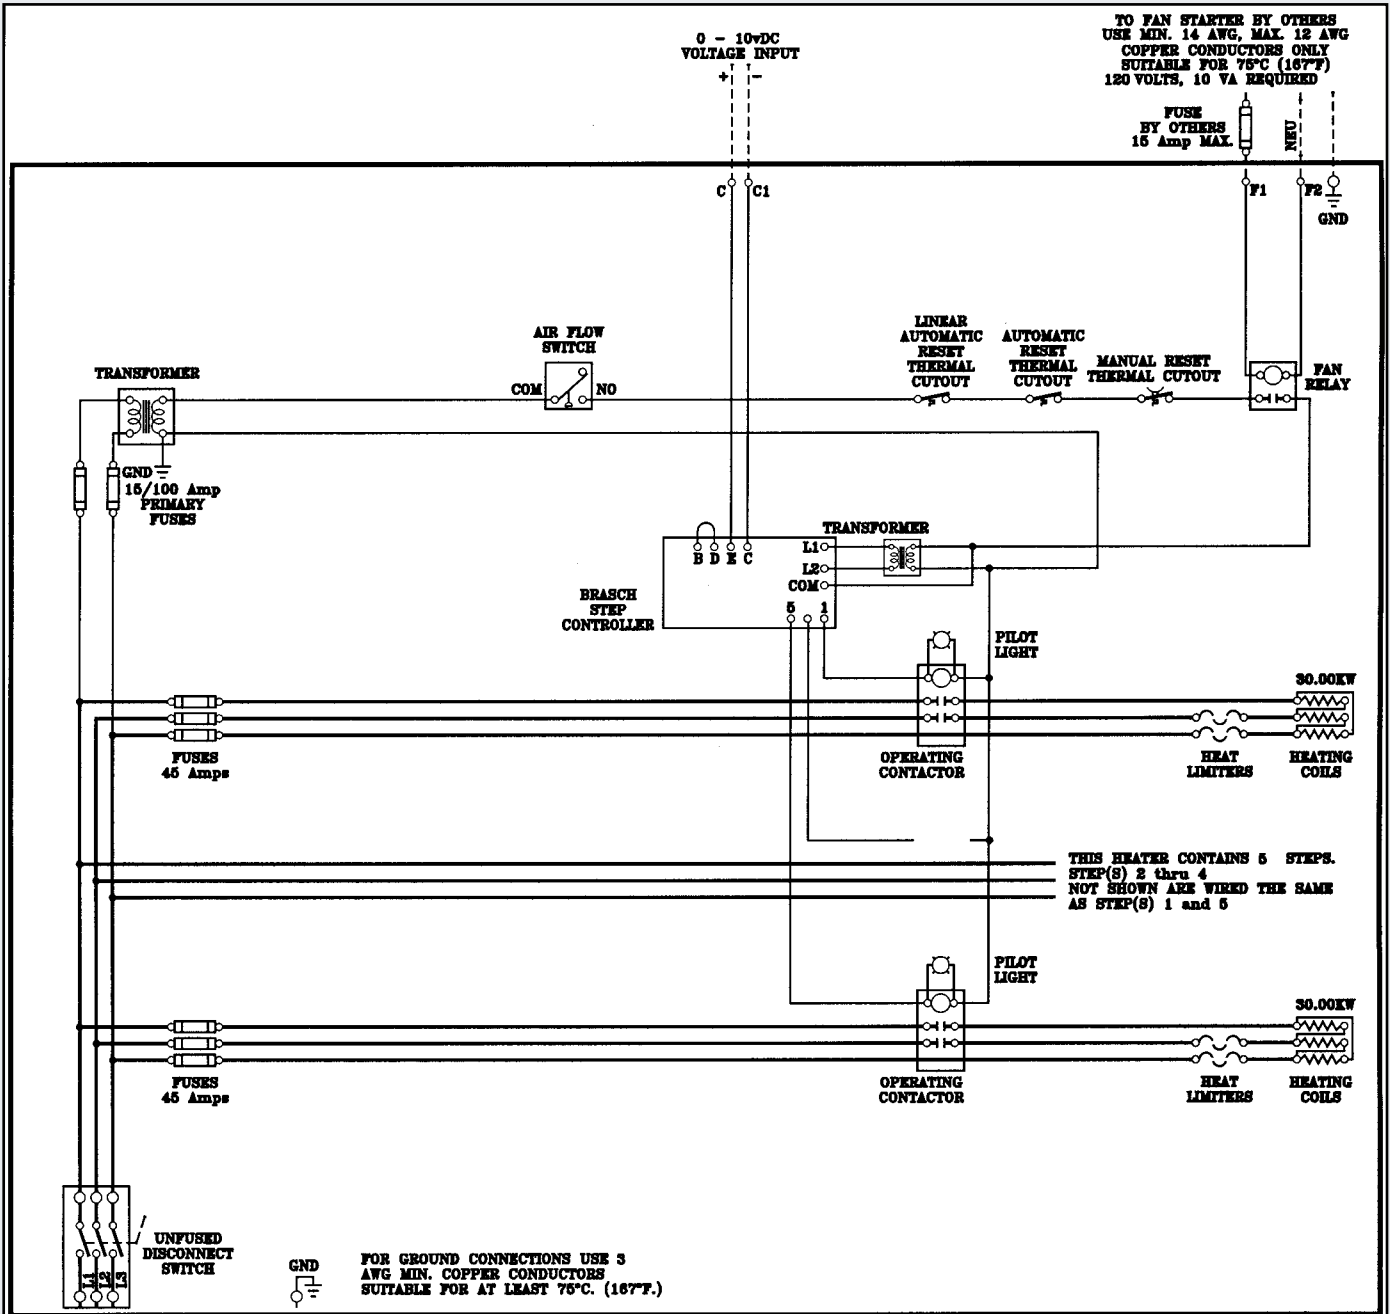 0 - 10vDC
VOLTAGE INPUT
+
-
TO FAN STARTER BY OTHERS
USE MIN. 14 AWG, MAX. 12 AWG
COPPER CONDUCTORS ONLY
SUITABLE FOR 75°C (167°F)
120 VOLTS, 10 VA REQUIRED
FUSE
BY OTHERS
15 Amp MAX.
NEU
C
C1
F1
F2
GND
AIR FLOW
SWITCH
COM
NO
LINEAR
AUTOMATIC
RESET
THERMAL
CUTOUT
AUTOMATIC
RESET
THERMAL
CUTOUT
MANUAL RESET
THERMAL CUTOUT
FAN
RELAY
TRANSFORMER
GND
15/100 Amp
PRIMARY
FUSES
TRANSFORMER
B D E C
L1
L2
COM
5
1
BRASCH
STEP
CONTROLLER
PILOT
LIGHT
30.00KW
FUSES
45 Amps
OPERATING
CONTACTOR
HEAT
LIMITERS
HEATING
COILS
THIS HEATER CONTAINS 5 STEPS.
STEP(S) 2 thru 4
NOT SHOWN ARE WIRED THE SAME
AS STEP(S) 1 and 5
PILOT
LIGHT
30.00KW
FUSES
45 Amps
OPERATING
CONTACTOR
HEAT
LIMITERS
HEATING
COILS
UNFUSED
DISCONNECT
SWITCH
L1
L2
L3
GND
FOR GROUND CONNECTIONS USE 3
AWG MIN. COPPER CONDUCTORS
SUITABLE FOR AT LEAST 75°C. (167°F.)